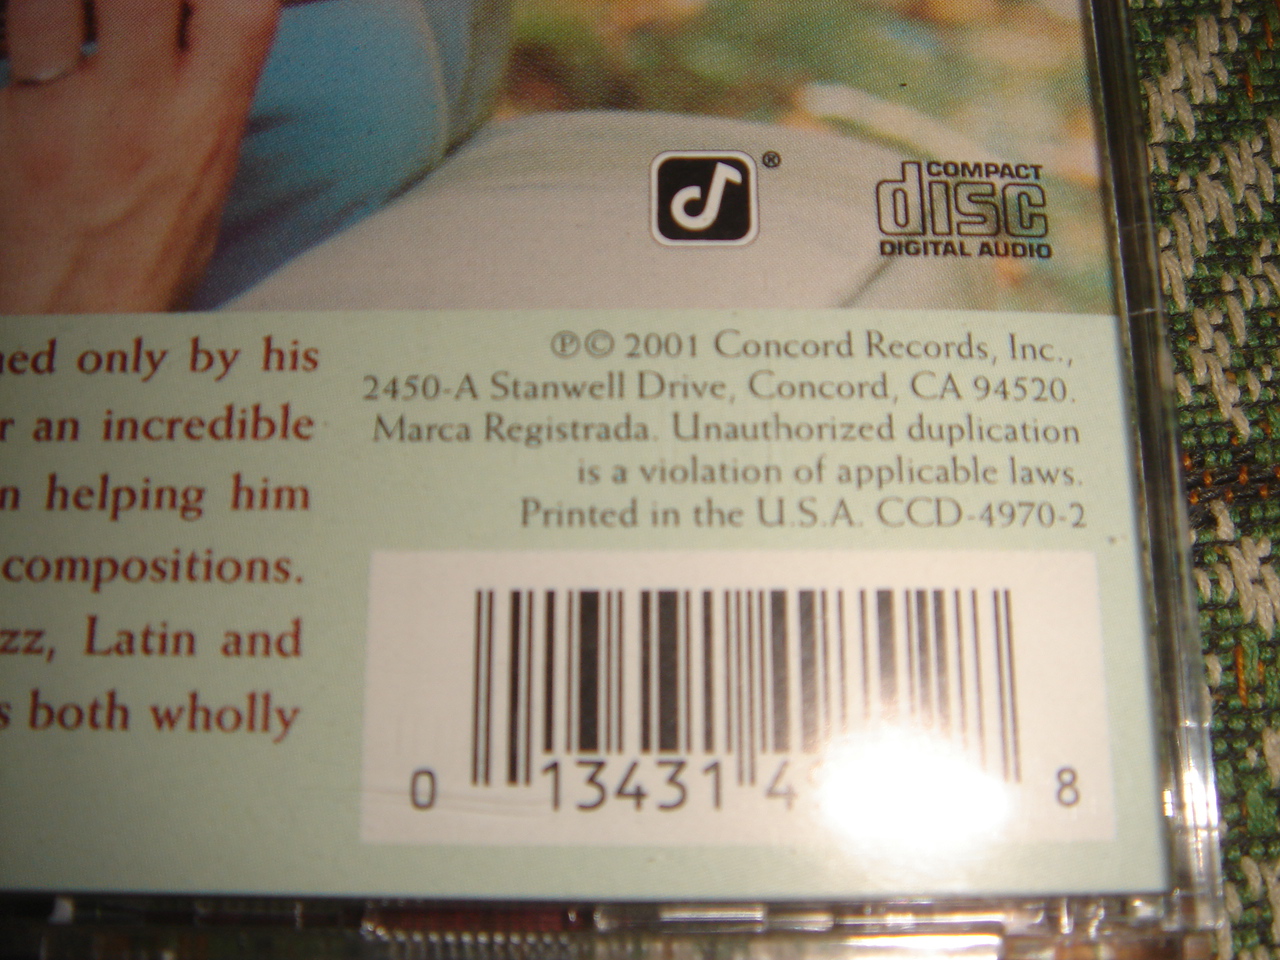 ®
COMPACT
disc
DIGITAL AUDIO
only by his
an incredible
helping him
compositions.
Latin and
both wholly
℗© 2001 Concord Records, Inc.,
2450-A Stanwell Drive, Concord, CA 94520.
Marca Registrada. Unauthorized duplication
is a violation of applicable laws.
Printed in the U.S.A. CCD-4970-2
0 13431 4 8